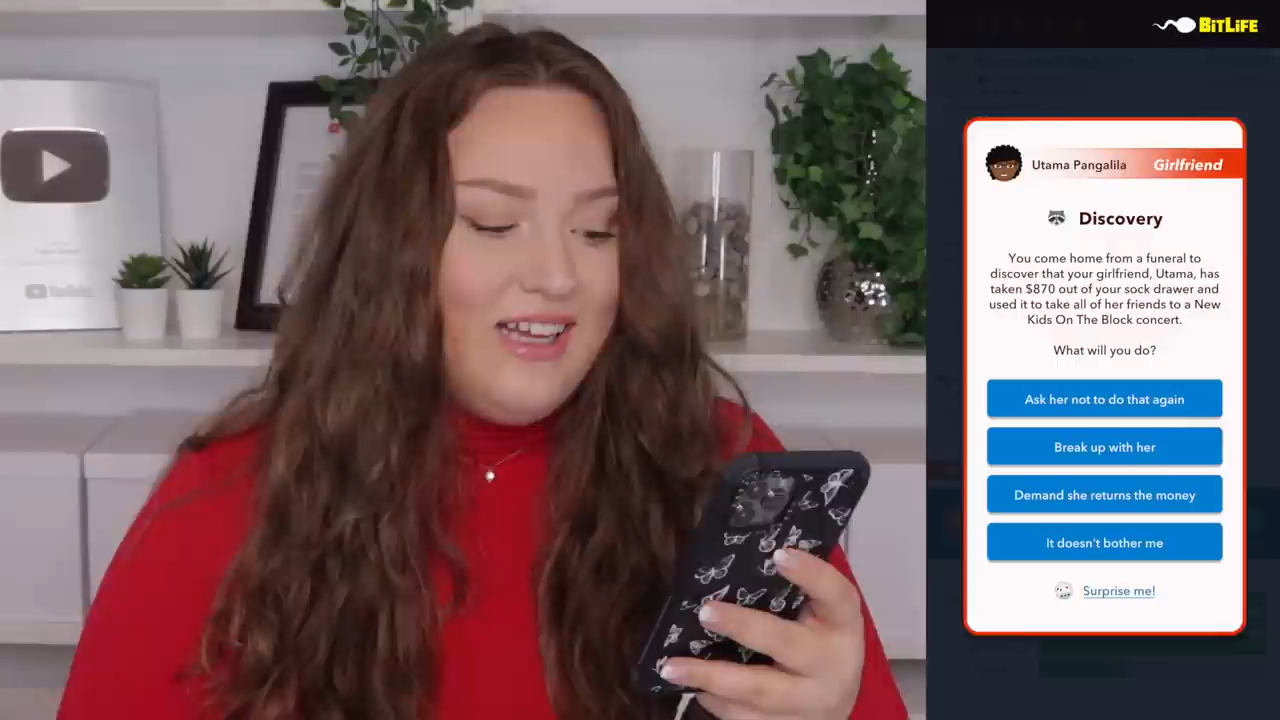 BITLIFE
Utama Pangalila
Girlfriend
Discovery
You come home from a funeral to
discover that your girlfriend, Utama, has
taken $870 out of your sock drawer and
used it to take all of her friends to a New
Kids On The Block concert.
What will you do?
Ask her not to do that again
Break up with her
Demand she returns the money
It doesn't bother me
Surprise me!